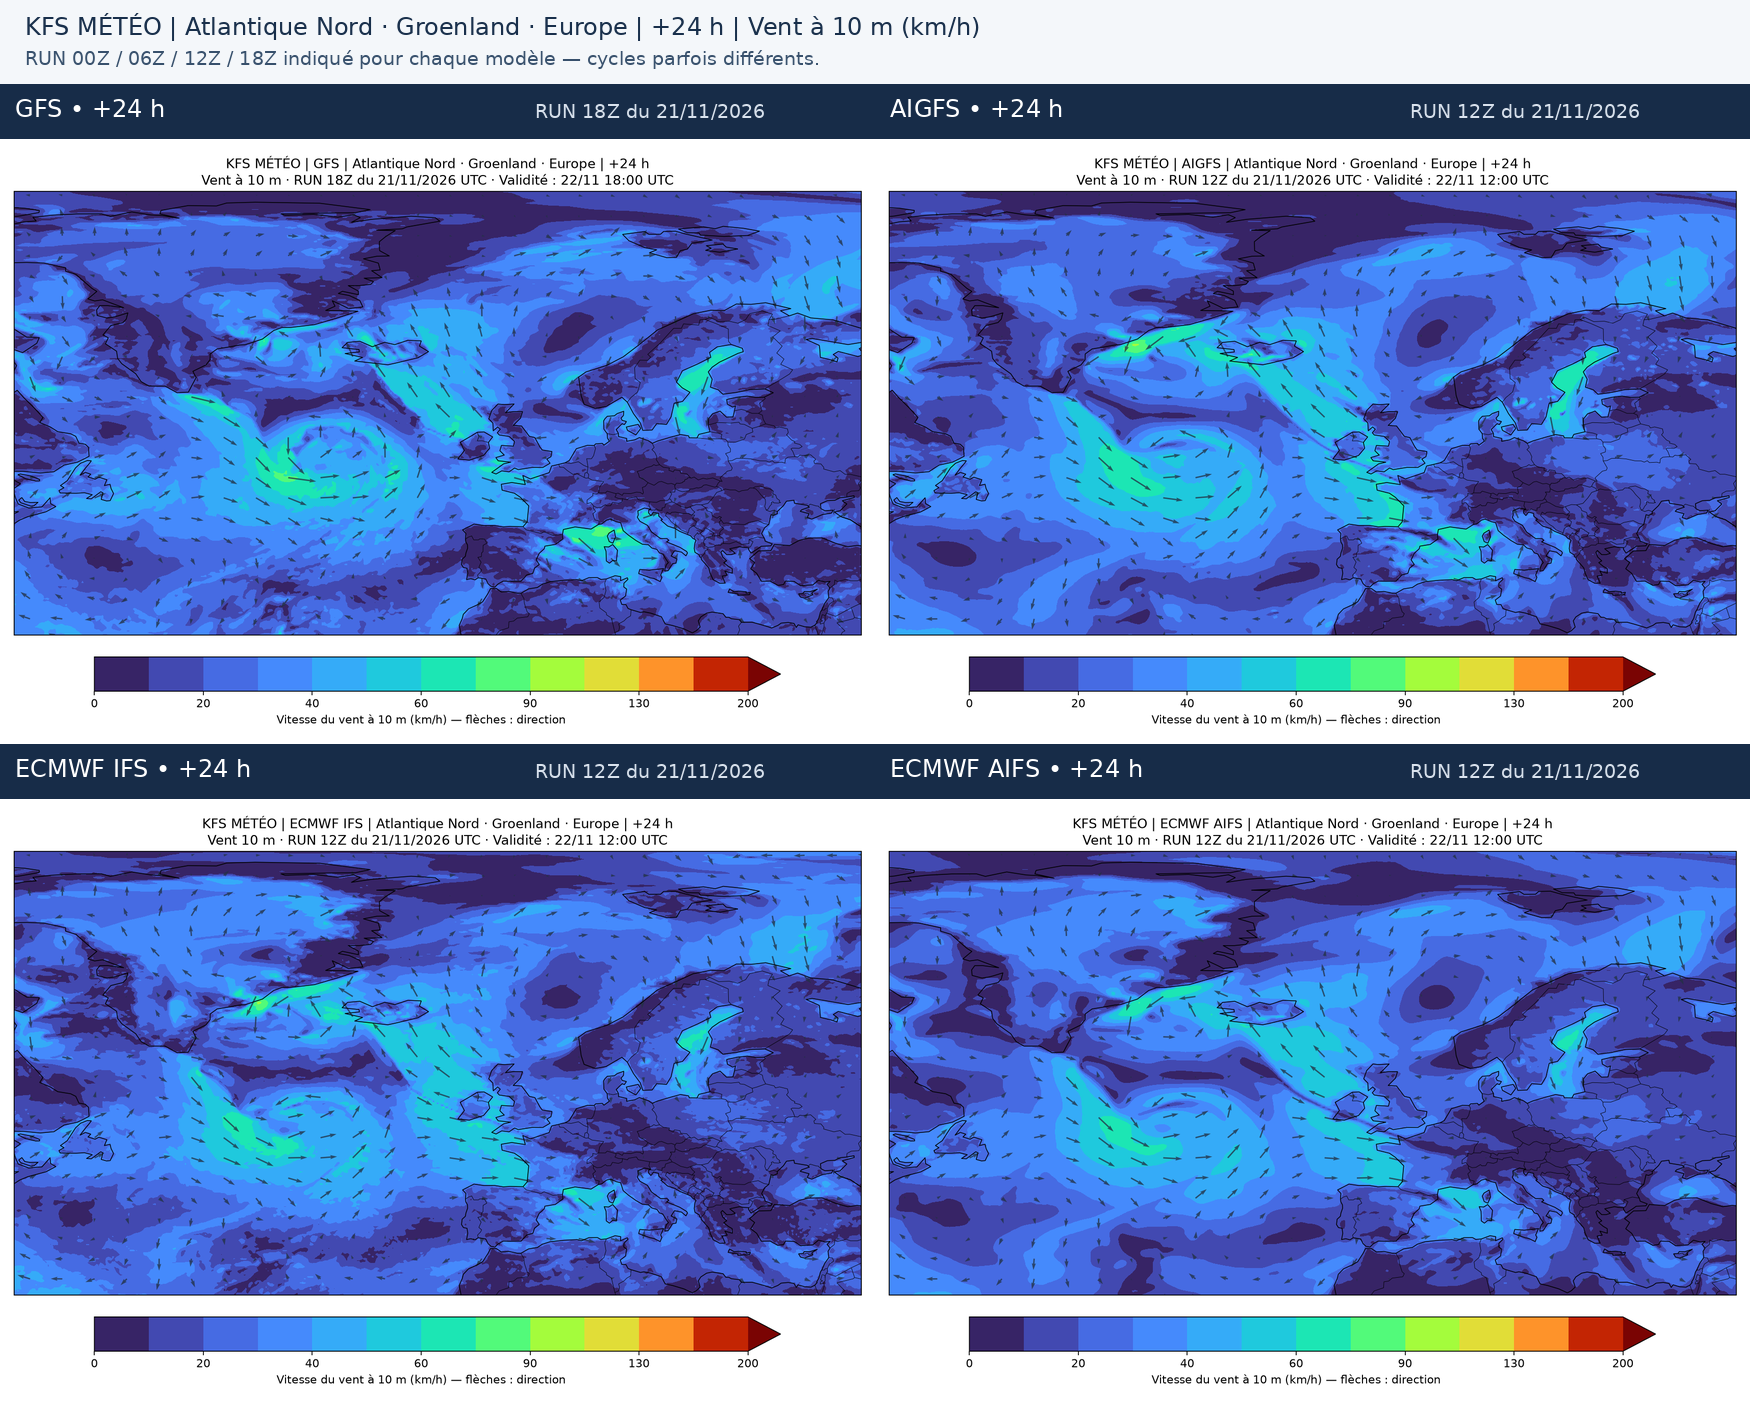 KFS MÉTÉO | Atlantique Nord · Groenland · Europe | +24 h | Vent à 10 m (km/h)
RUN 00Z / 06Z / 12Z / 18Z indiqué pour chaque modèle — cycles parfois différents.
GFS • +24 h
RUN 18Z du 21/11/2026
KFS MÉTÉO | GFS | Atlantique Nord · Groenland · Europe | +24 h
Vent à 10 m · RUN 18Z du 21/11/2026 UTC · Validité : 22/11 18:00 UTC
0 20 40 60 90 130 200
Vitesse du vent à 10 m (km/h) — flèches : direction
AIGFS • +24 h
RUN 12Z du 21/11/2026
KFS MÉTÉO | AIGFS | Atlantique Nord · Groenland · Europe | +24 h
Vent à 10 m · RUN 12Z du 21/11/2026 UTC · Validité : 22/11 12:00 UTC
0 20 40 60 90 130 200
Vitesse du vent à 10 m (km/h) — flèches : direction
ECMWF IFS • +24 h
RUN 12Z du 21/11/2026
KFS MÉTÉO | ECMWF IFS | Atlantique Nord · Groenland · Europe | +24 h
Vent 10 m · RUN 12Z du 21/11/2026 UTC · Validité : 22/11 12:00 UTC
0 20 40 60 90 130 200
Vitesse du vent à 10 m (km/h) — flèches : direction
ECMWF AIFS • +24 h
RUN 12Z du 21/11/2026
KFS MÉTÉO | ECMWF AIFS | Atlantique Nord · Groenland · Europe | +24 h
Vent 10 m · RUN 12Z du 21/11/2026 UTC · Validité : 22/11 12:00 UTC
0 20 40 60 90 130 200
Vitesse du vent à 10 m (km/h) — flèches : direction